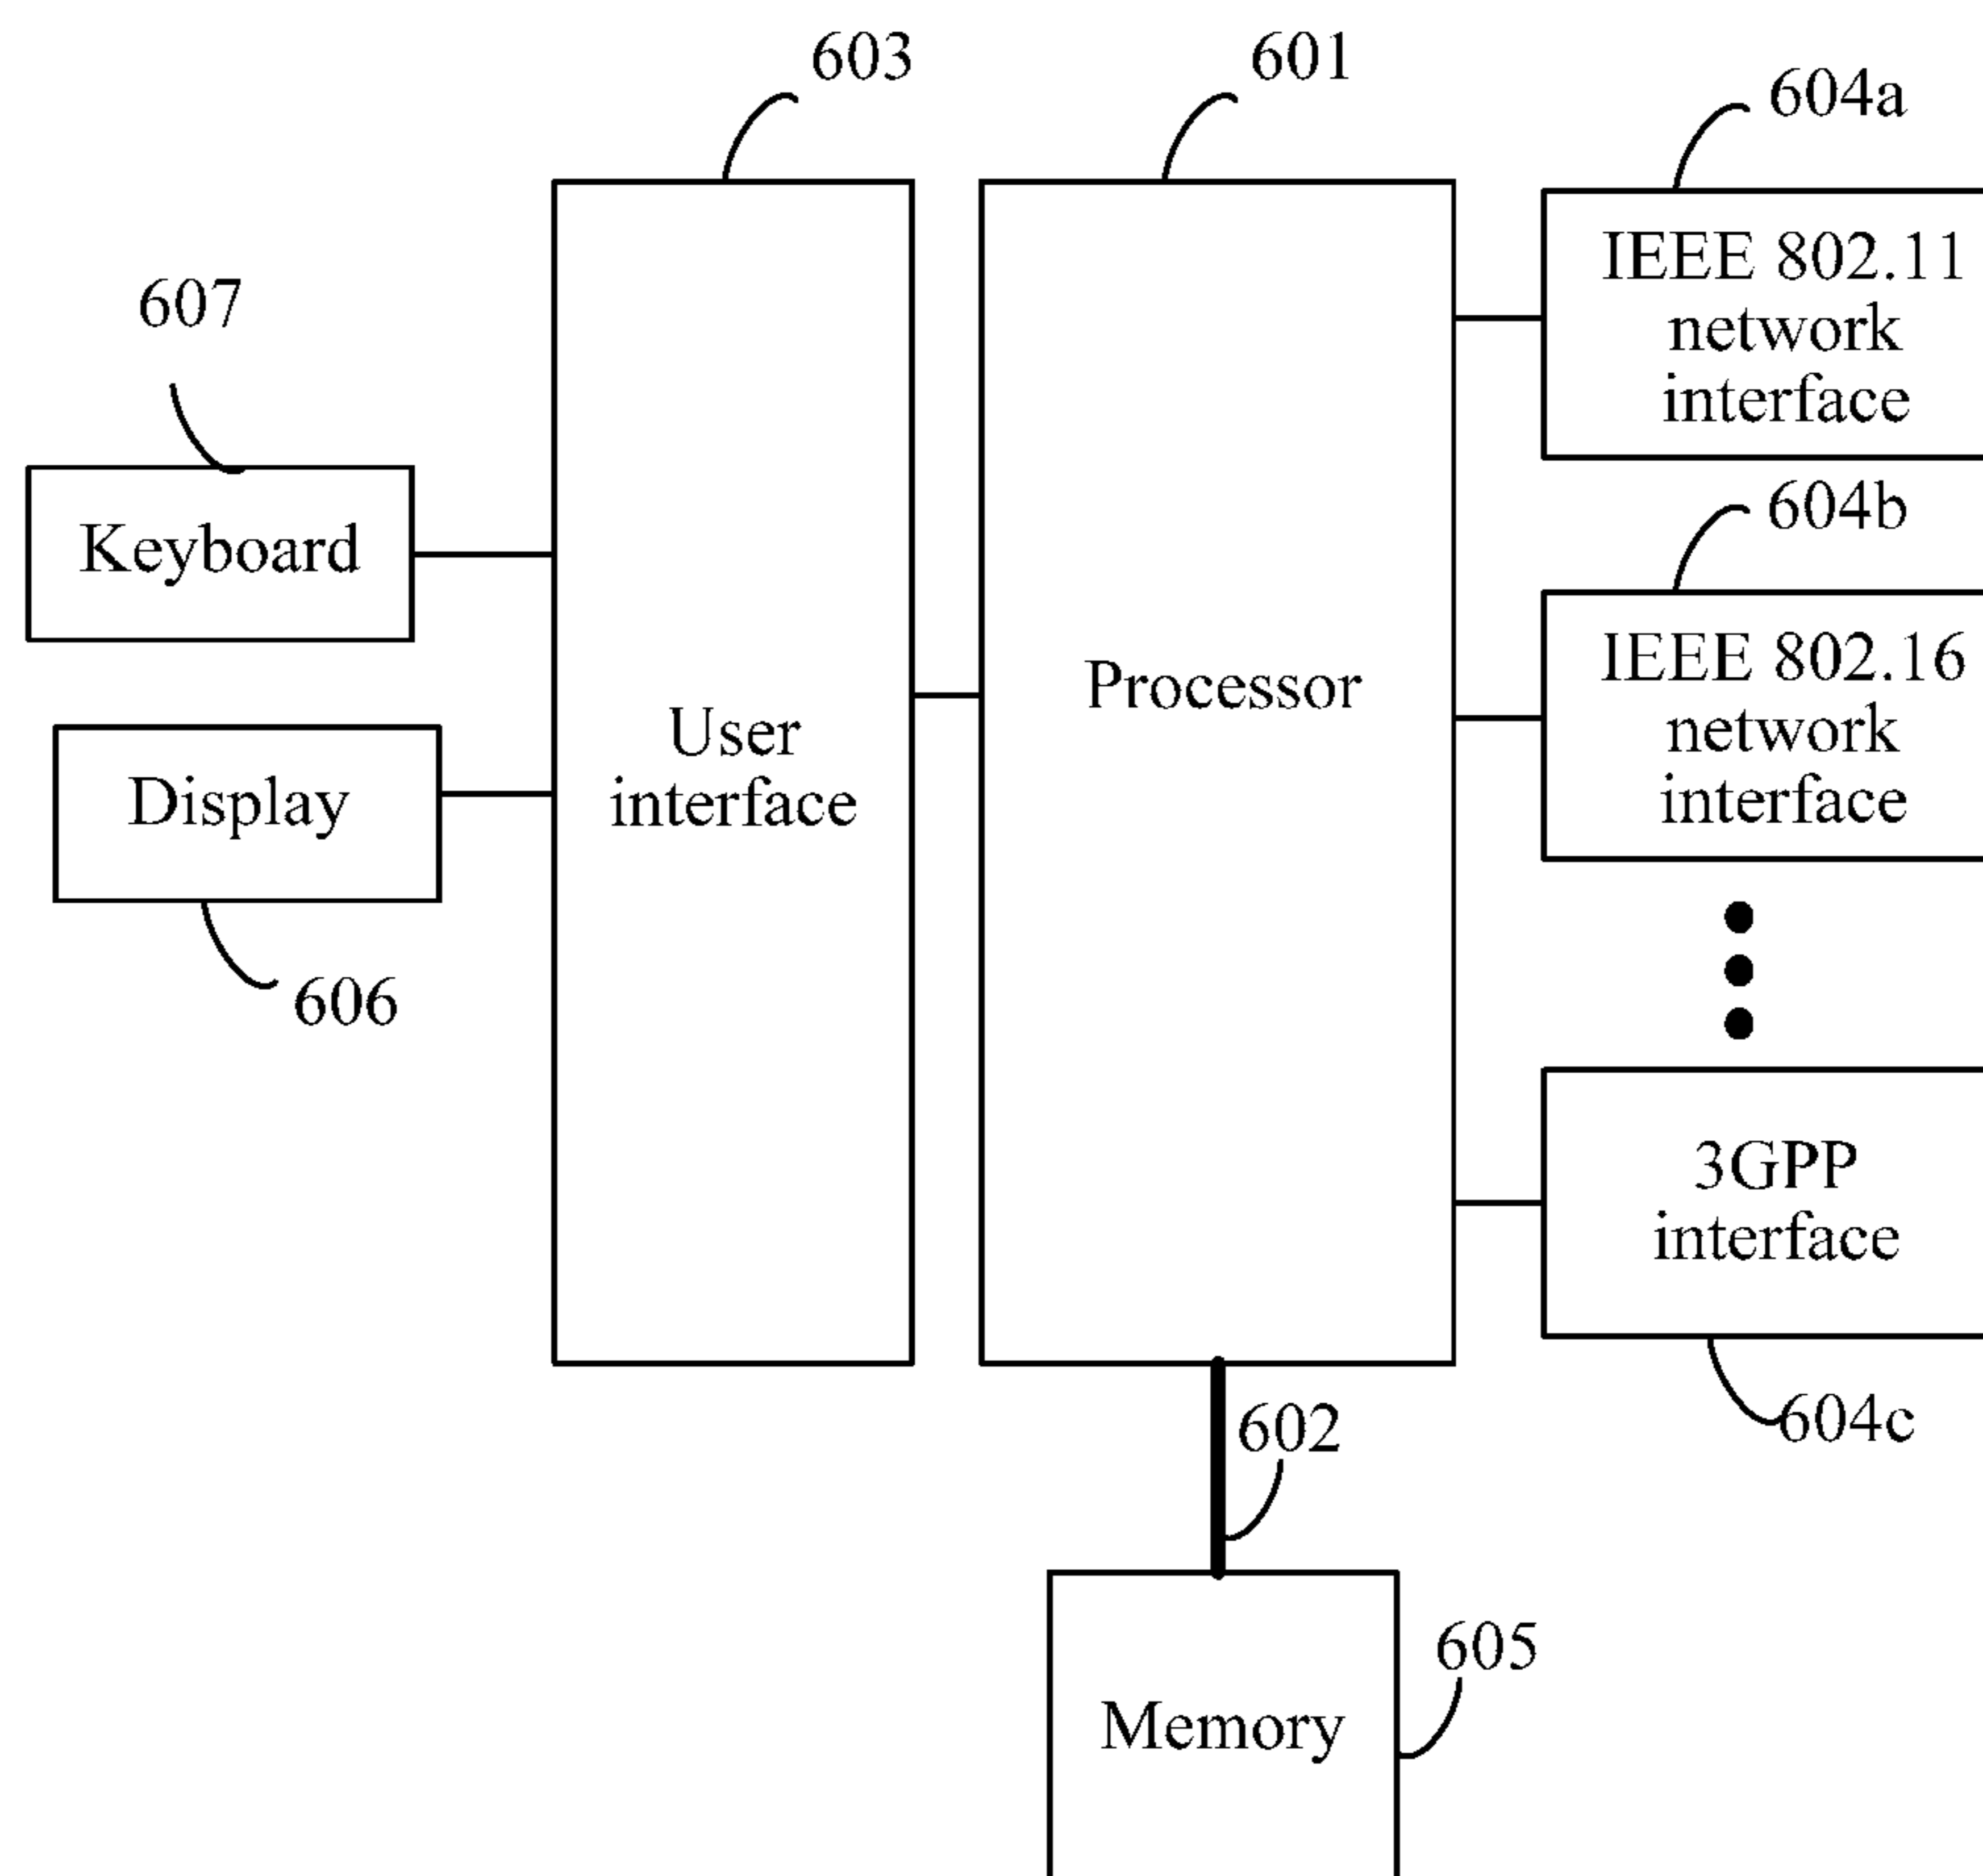 603
601
604a
IEEE 802.11
network
interface
607
Keyboard
604b
IEEE 802.16
network
interface
Processor
User
interface
Display
606
3GPP
interface
604c
602
605
Memory